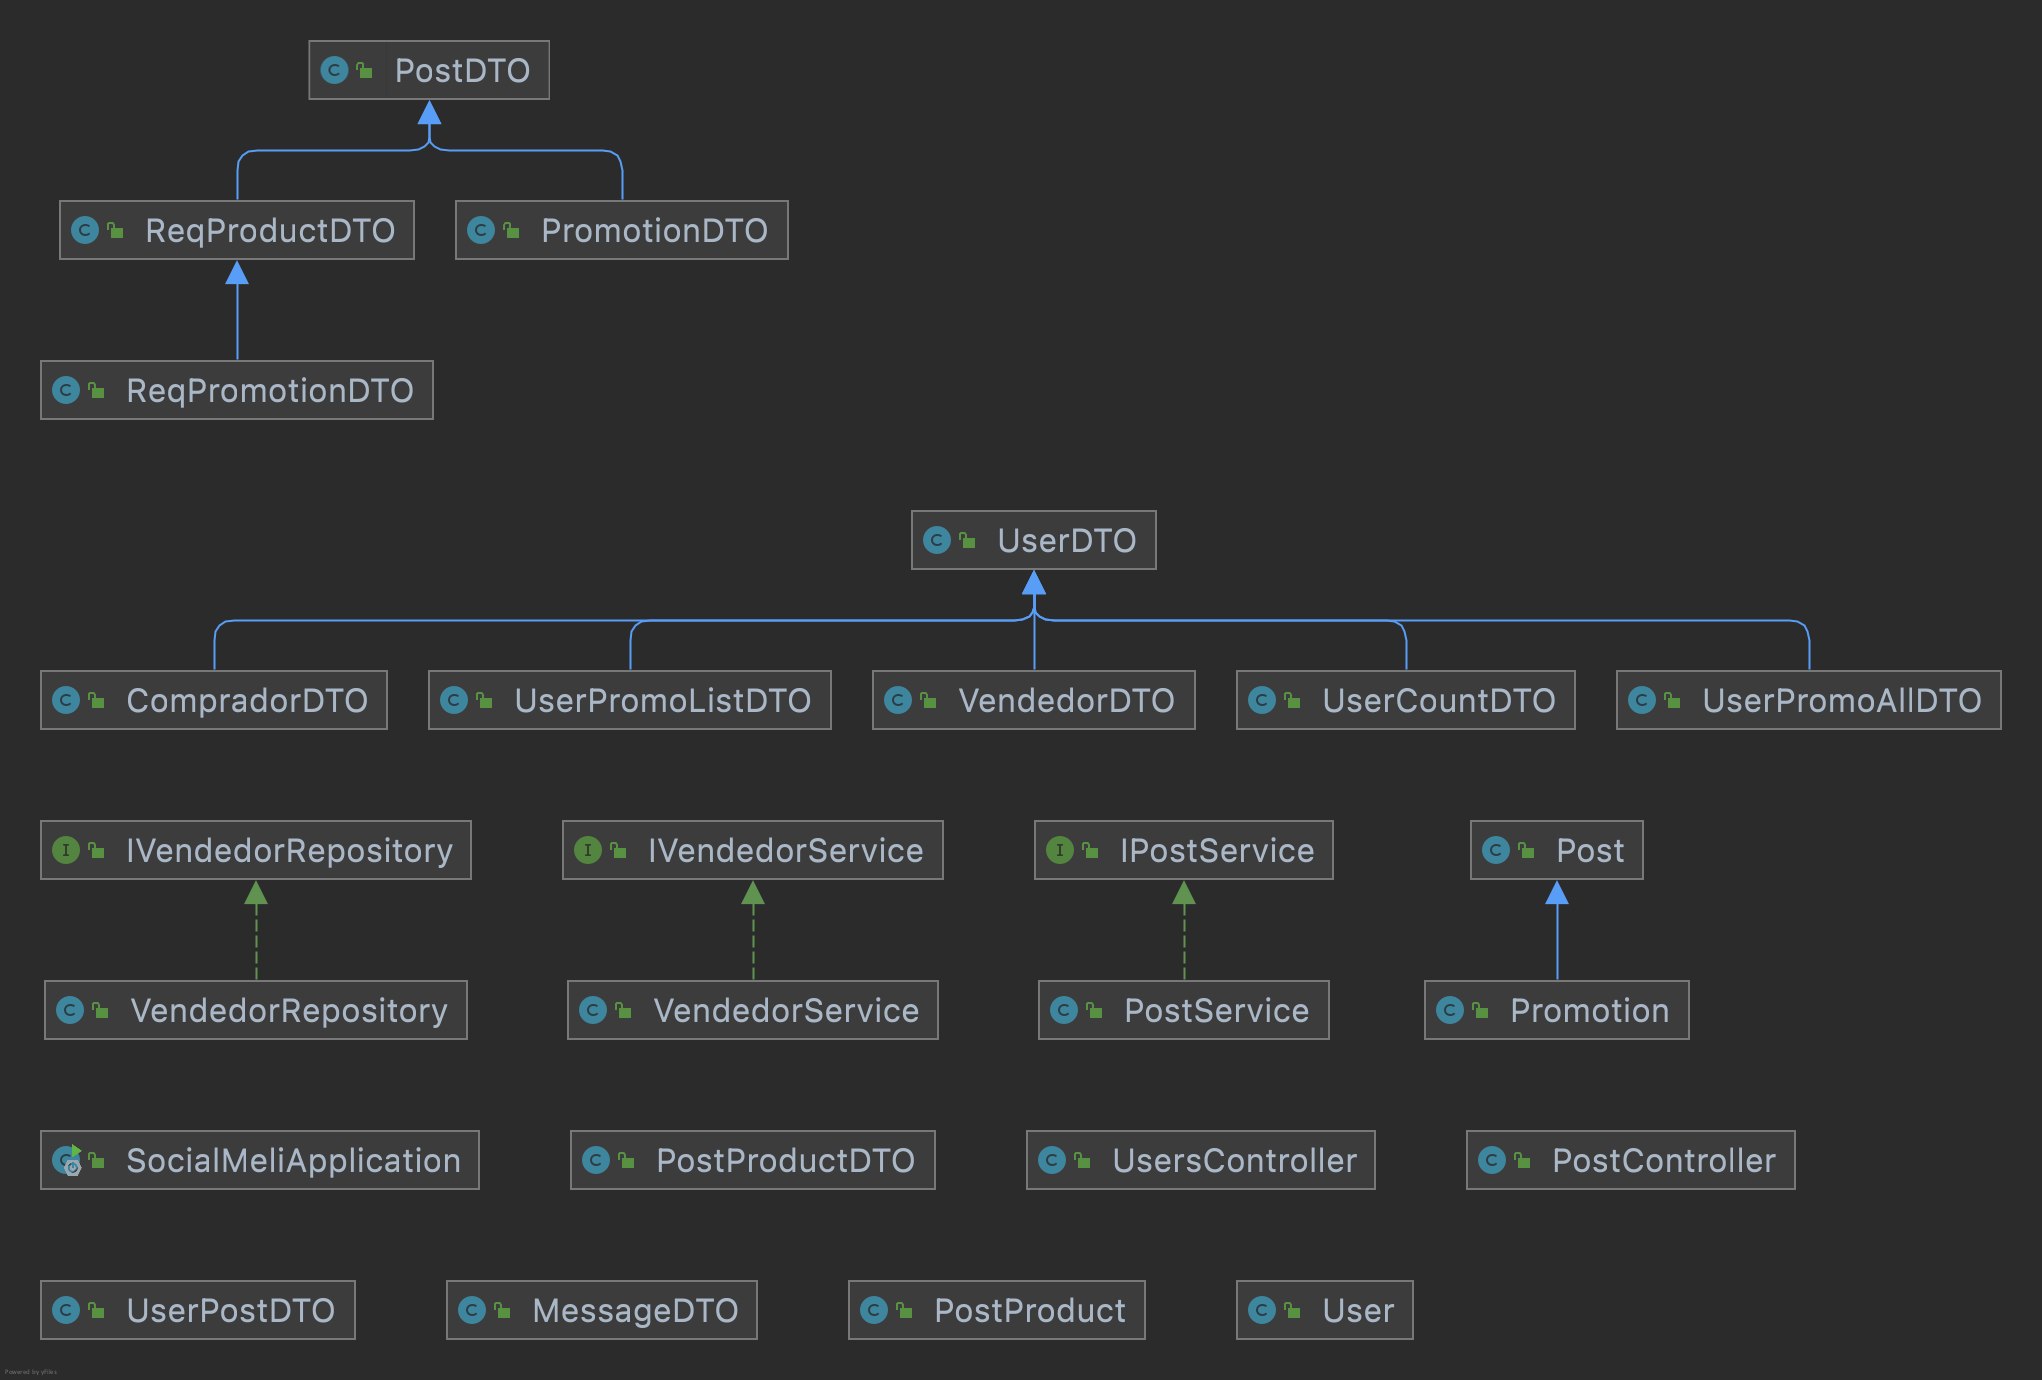 PostDTO
ReqProductDTO
PromotionDTO
ReqPromotionDTO
UserDTO
CompradorDTO
UserPromoListDTO
VendedorDTO
UserCountDTO
UserPromoAllDTO
IVendedorRepository
IVendedorService
IPostService
Post
VendedorRepository
VendedorService
PostService
Promotion
SocialMeliApplication
PostProductDTO
UsersController
PostController
UserPostDTO
MessageDTO
PostProduct
User
Powered by yFiles